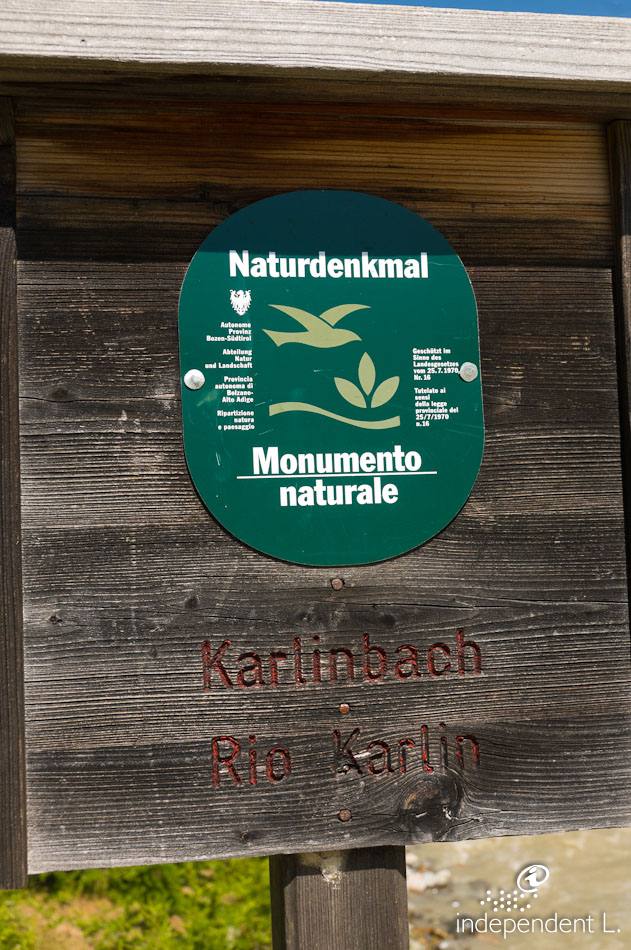 Naturdenkmal
Autonome
Provinz
Bozen-Südtirol
Abteilung
Natur
und Landschaft
Provincia
autonoma di
Bolzano-
Alto Adige
Ripartizione
natura
e paesaggio
Geschützt im
Sinne des
Landesgesetzes
vom 25.7.1970,
Nr. 16
Tutelato ai
sensi
della legge
provinciale del
25/7/1970
n.16
Monumento
naturale
Karlinbach
Rio Karlin
independent L.